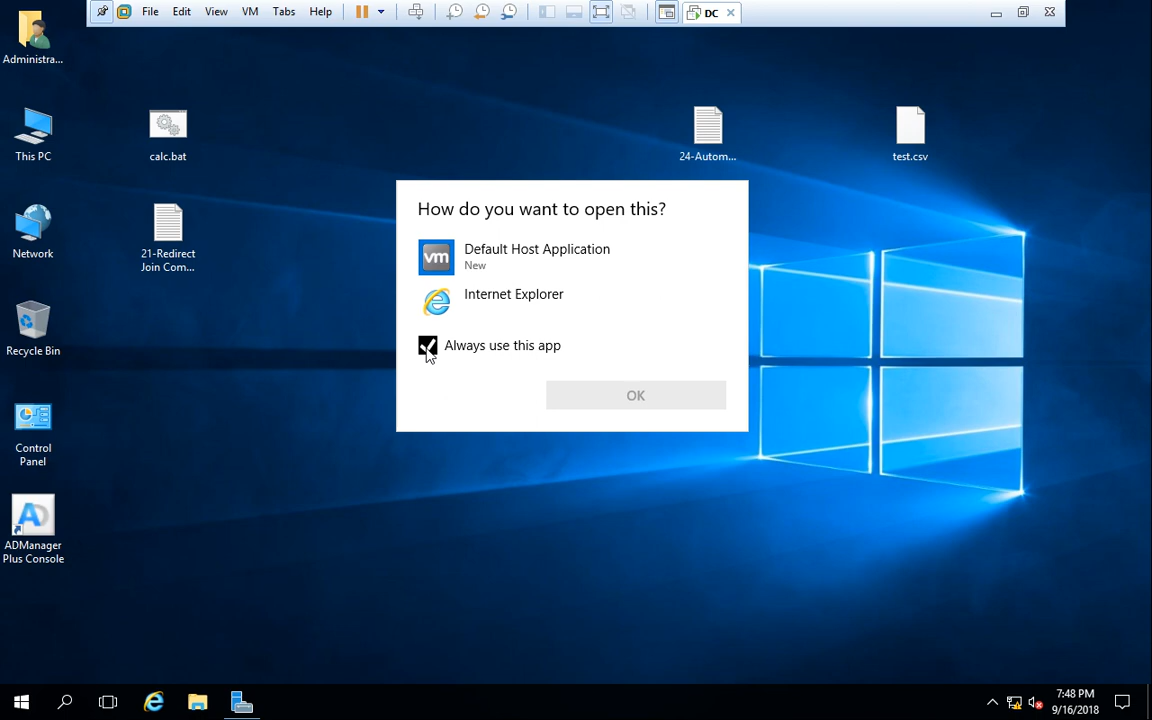 File Edit View VM Tabs Help
DC
Administra...
This PC
calc.bat
24-Autom...
test.csv
Network
21-Redirect
Join Com...
Recycle Bin
Control
Panel
ADManager
Plus Console
How do you want to open this?
vm
Default Host Application
New
Internet Explorer
Always use this app
OK
7:48 PM
9/16/2018